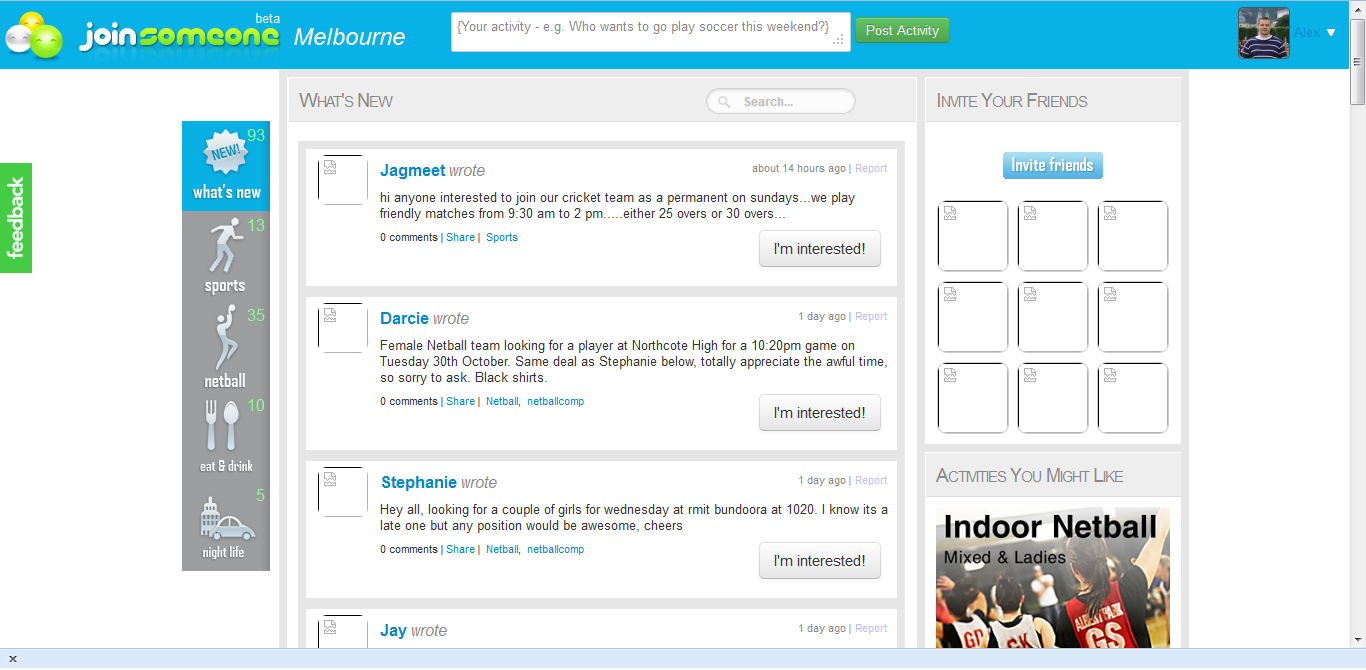 beta
joinsomeone Melbourne
{Your activity - e.g. Who wants to go play soccer this weekend?}
Post Activity
Alex
feedback
NEW!
93
what's new
13
sports
35
netball
10
eat & drink
5
night life
What's New
Search...
Jagmeet wrote
about 14 hours ago | Report
hi anyone interested to join our cricket team as a permanent on sundays...we play
friendly matches from 9:30 am to 2 pm.....either 25 overs or 30 overs...
0 comments | Share | Sports
I'm interested!
Darcie wrote
1 day ago | Report
Female Netball team looking for a player at Northcote High for a 10:20pm game on
Tuesday 30th October. Same deal as Stephanie below, totally appreciate the awful time,
so sorry to ask. Black shirts.
0 comments | Share | Netball, netballcomp
I'm interested!
Stephanie wrote
1 day ago | Report
Hey all, looking for a couple of girls for wednesday at rmit bundoora at 1020. I know its a
late one but any position would be awesome, cheers
0 comments | Share | Netball, netballcomp
I'm interested!
Jay wrote
1 day ago | Report
Invite Your Friends
Invite friends
Activities You Might Like
Indoor Netball
Mixed & Ladies
GD
GK
ALBERT PARK
GS